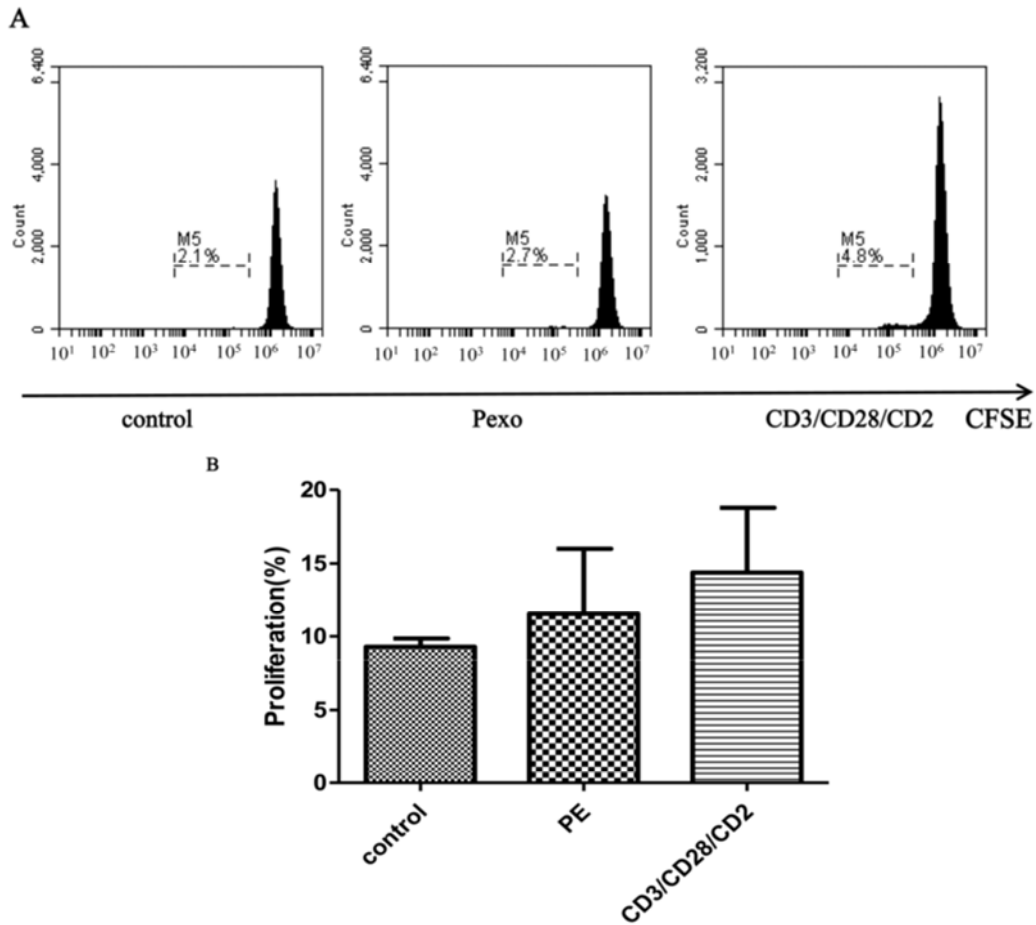 A
6,400
4,000
2,000
0
Count
M5
2.1%
10¹ 10² 10³ 10⁴ 10⁵ 10⁶ 10⁷
6,400
4,000
2,000
0
Count
M5
2.7%
10¹ 10² 10³ 10⁴ 10⁵ 10⁶ 10⁷
3,200
2,000
1,000
0
Count
M5
4.8%
10¹ 10² 10³ 10⁴ 10⁵ 10⁶ 10⁷
control Pexo CD3/CD28/CD2 CFSE
B
Proliferation(%)
20
15
10
5
0
control
PE
CD3/CD28/CD2